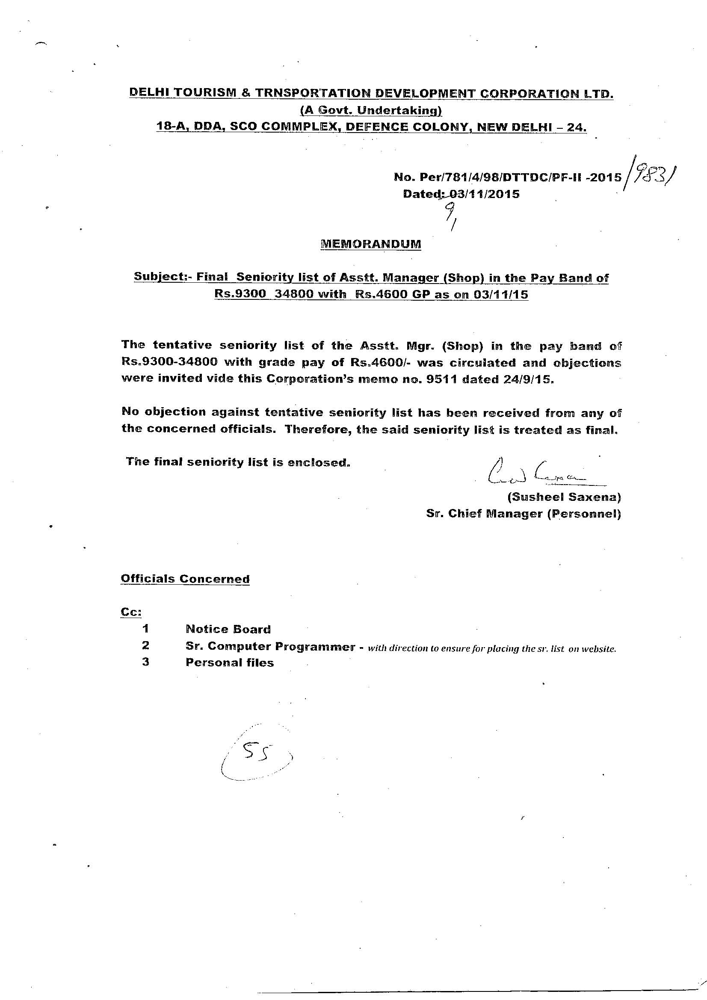 DELHI TOURISM & TRNSPORTATION DEVELOPMENT CORPORATION LTD.
(A Govt. Undertaking)
18-A, DDA, SCO COMMPLEX, DEFENCE COLONY, NEW DELHI – 24.
No. Per/781/4/98/DTTDC/PF-II -2015/9831
Dated:-03/11/2015
9
MEMORANDUM
Subject:- Final Seniority list of Asstt. Manager (Shop) in the Pay Band of
Rs.9300 34800 with Rs.4600 GP as on 03/11/15
The tentative seniority list of the Asstt. Mgr. (Shop) in the pay band of
Rs.9300-34800 with grade pay of Rs.4600/- was circulated and objections
were invited vide this Corporation's memo no. 9511 dated 24/9/15.
No objection against tentative seniority list has been received from any of
the concerned officials. Therefore, the said seniority list is treated as final.
The final seniority list is enclosed.
(Susheel Saxena)
Sr. Chief Manager (Personnel)
Officials Concerned
Cc:
1 Notice Board
2 Sr. Computer Programmer - with direction to ensure for placing the sr. list on website.
3 Personal files
55